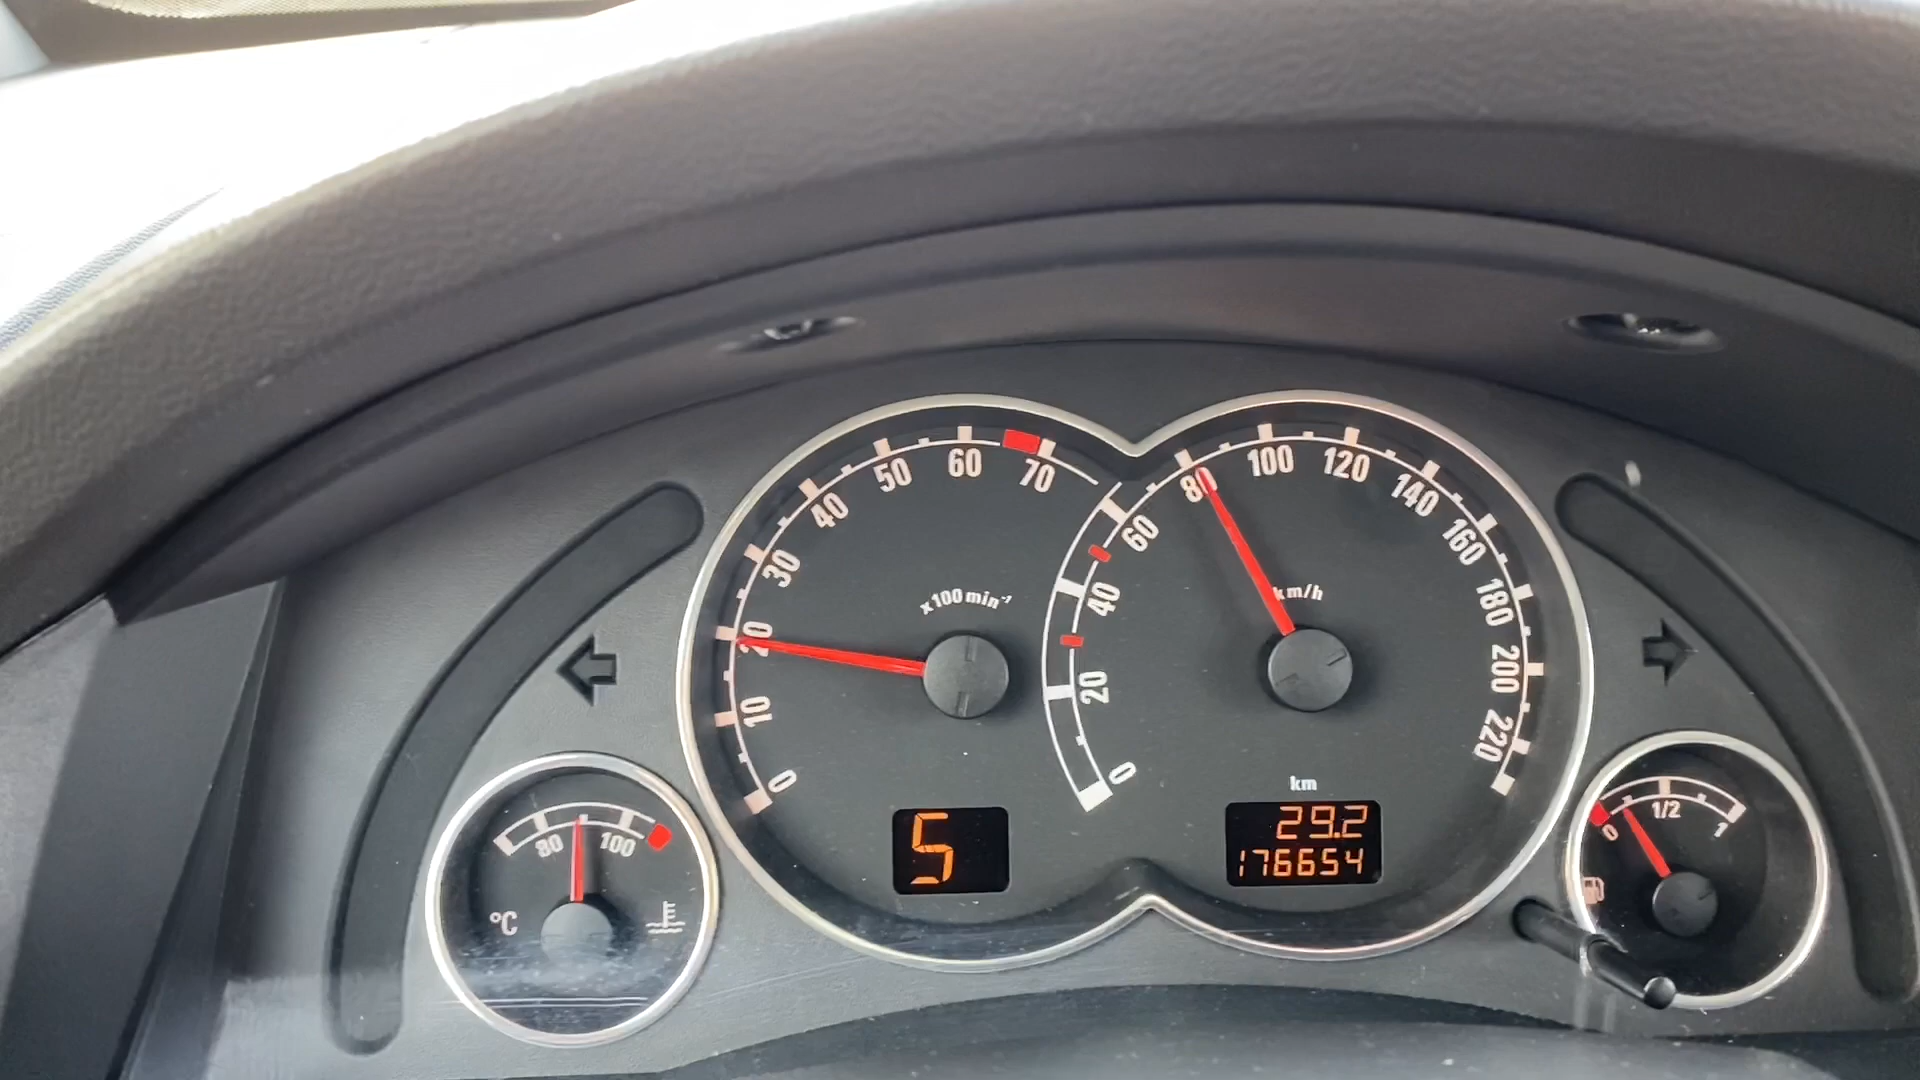 0 10 20 30 40 50 60 70
x100 min⁻¹
5
0 20 40 60 80 100 120 140 160 180 200 220
km/h
km
29.2
176654
80 100
°C
0 1/2 1